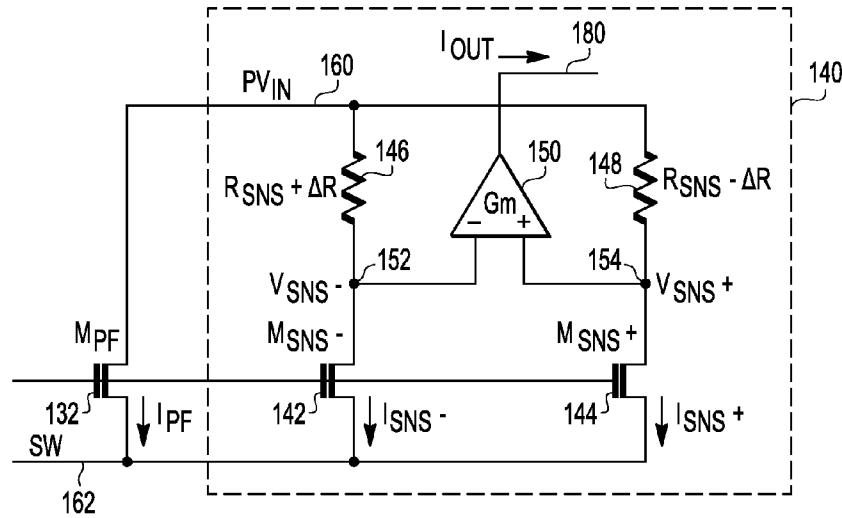 I_OUT
180
PV_IN
160
140
146
150
148
R_SNS + ΔR
Gm
R_SNS - ΔR
- +
152
154
V_SNS -
V_SNS +
M_PF
M_SNS -
M_SNS +
132
I_PF
142
I_SNS -
144
I_SNS +
SW
162